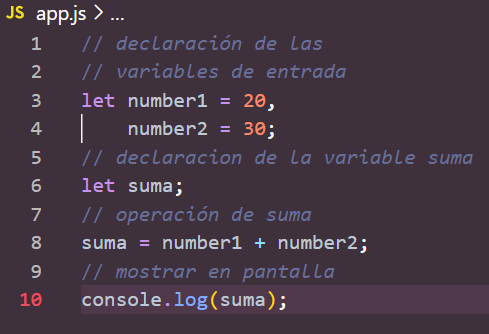 JS app.js > ...
1 // declaración de las
2 // variables de entrada
3 let number1 = 20,
4     number2 = 30;
5 // declaracion de la variable suma
6 let suma;
7 // operación de suma
8 suma = number1 + number2;
9 // mostrar en pantalla
10 console.log(suma);